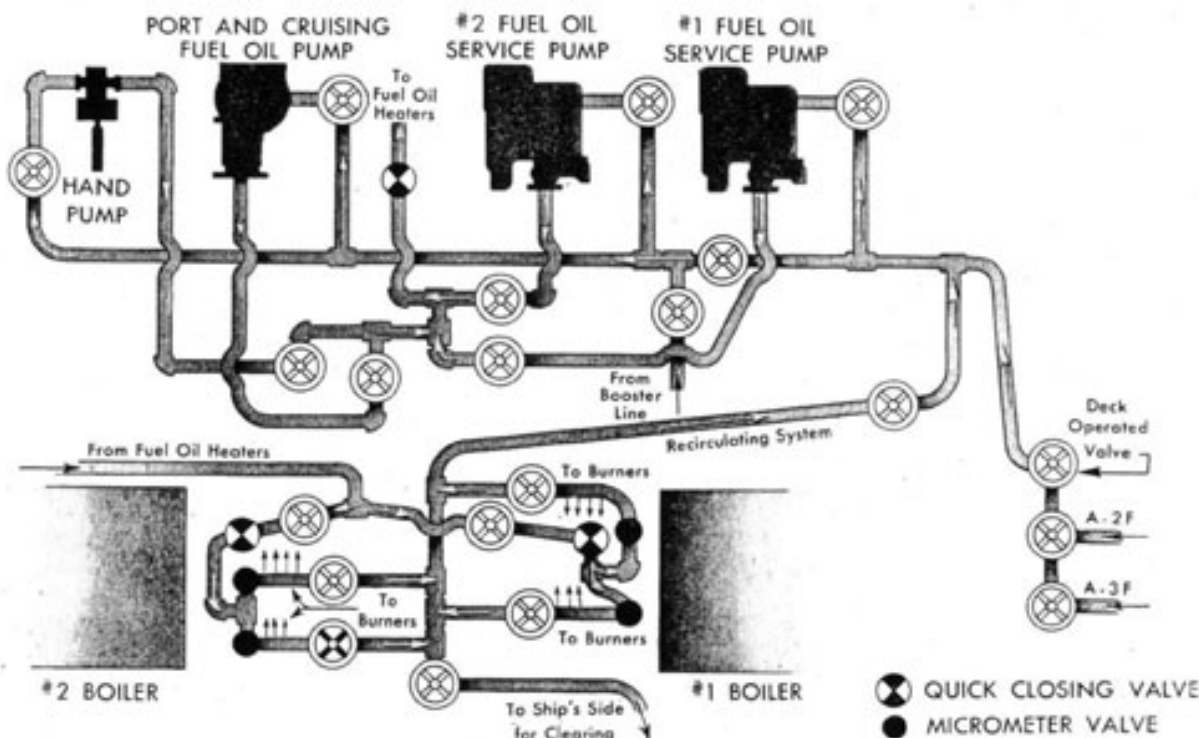 PORT AND CRUISING
FUEL OIL PUMP
#2 FUEL OIL
SERVICE PUMP
#1 FUEL OIL
SERVICE PUMP
To
Fuel Oil
Heaters
HAND
PUMP
From
Booster
Line
Recirculating System
Deck
Operated
Valve
From Fuel Oil Heaters
To Burners
A-2F
To
Burners
A-3F
To Burners
#2 BOILER
#1 BOILER
To Ship's Side
for Clearing
QUICK CLOSING VALVE
MICROMETER VALVE